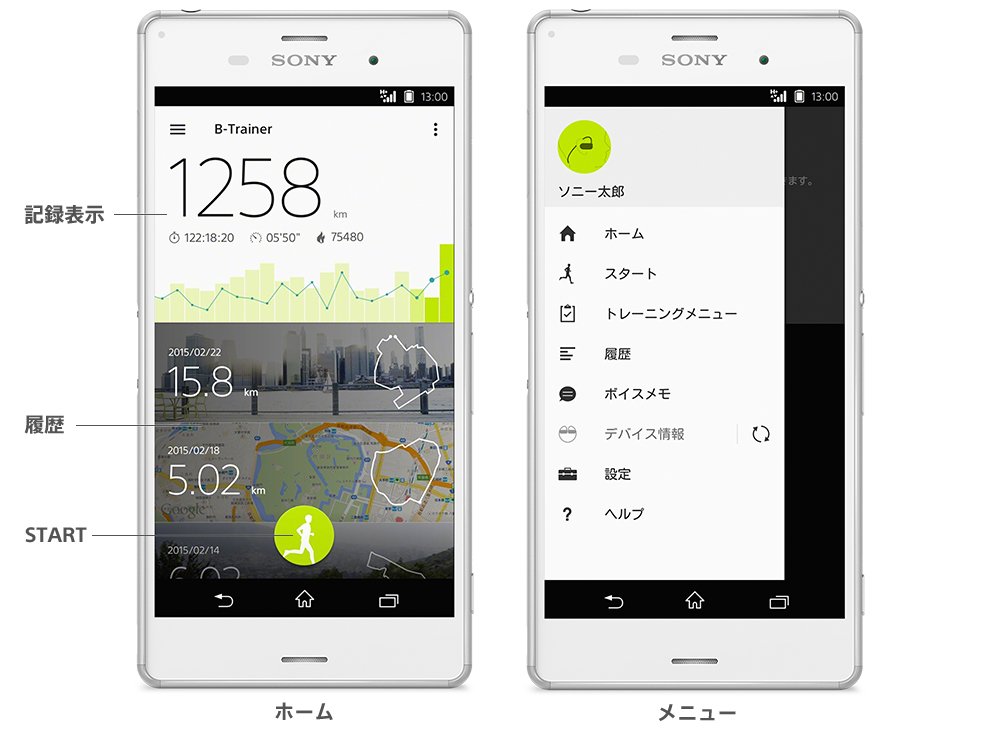 SONY
13:00
B-Trainer
1258 km
122:18:20 05'50" 75480
2015/02/22
15.8 km
2015/02/18
5.02 km
Google
2015/02/14
記録表示
履歴
START
ホーム
SONY
13:00
きます。
ソニー太郎
ホーム
スタート
トレーニングメニュー
履歴
ボイスメモ
デバイス情報
設定
? ヘルプ
メニュー